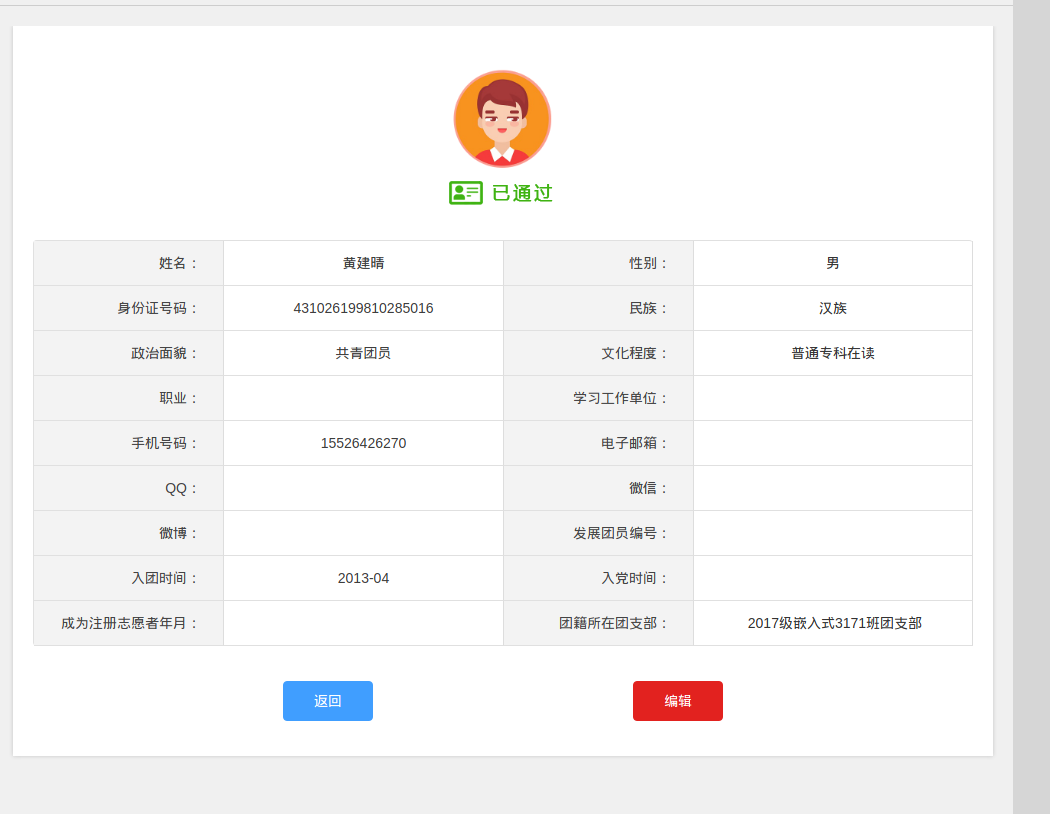 已通过
姓名： 黄建晴 性别： 男
身份证号码： 431026199810285016 民族： 汉族
政治面貌： 共青团员 文化程度： 普通专科在读
职业： 学习工作单位：
手机号码： 15526426270 电子邮箱：
QQ： 微信：
微博： 发展团员编号：
入团时间： 2013-04 入党时间：
成为注册志愿者年月： 团籍所在团支部： 2017级嵌入式3171班团支部
返回 编辑